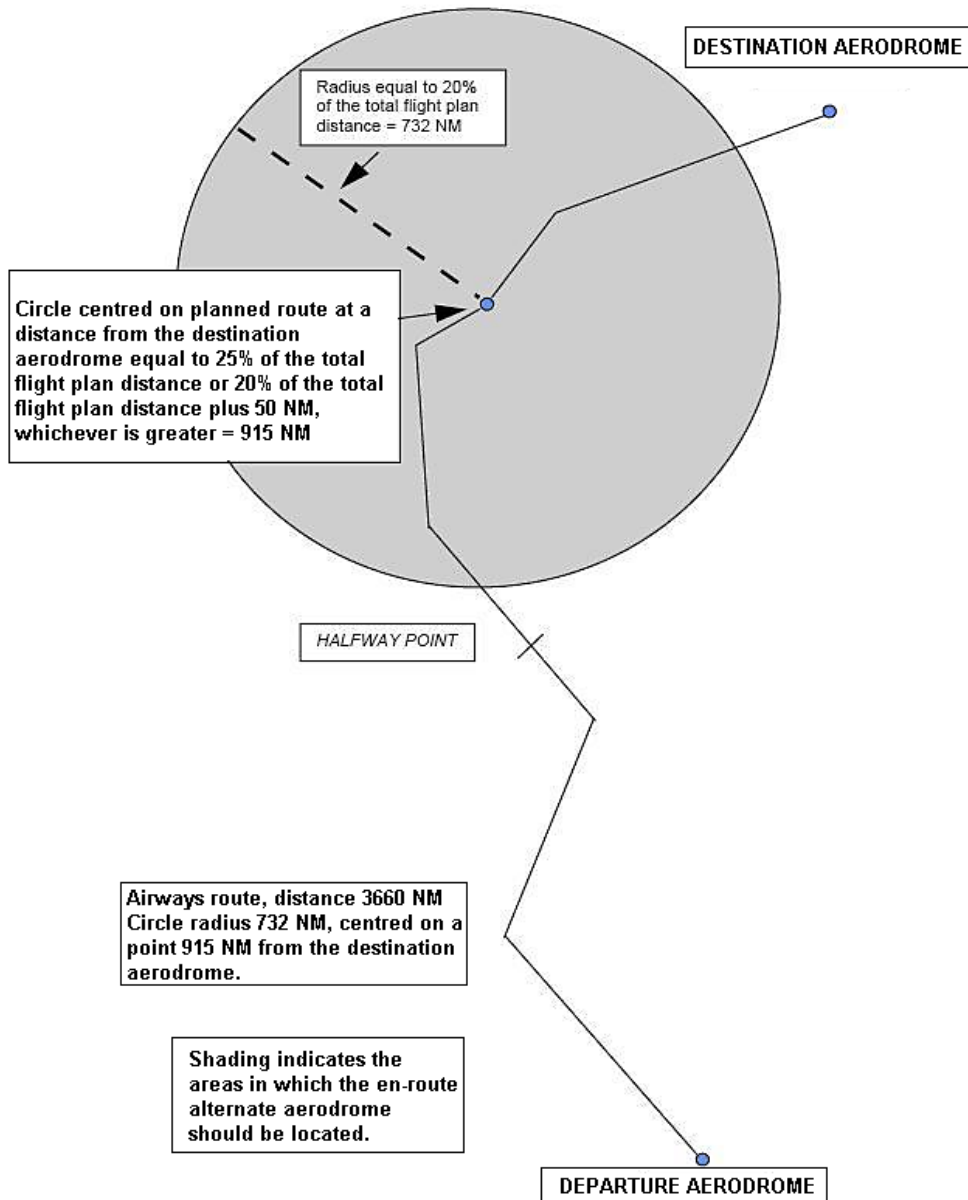 DESTINATION AERODROME
Radius equal to 20%
of the total flight plan
distance = 732 NM
Circle centred on planned route at a
distance from the destination
aerodrome equal to 25% of the total
flight plan distance or 20% of the total
flight plan distance plus 50 NM,
whichever is greater = 915 NM
HALFWAY POINT
Airways route, distance 3660 NM
Circle radius 732 NM, centred on a
point 915 NM from the destination
aerodrome.
Shading indicates the
areas in which the en-route
alternate aerodrome
should be located.
DEPARTURE AERODROME